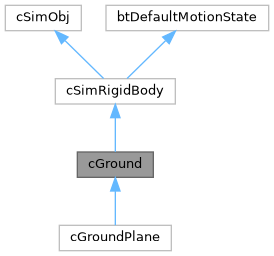 cSimObj
btDefaultMotionState
cSimRigidBody
cGround
cGroundPlane